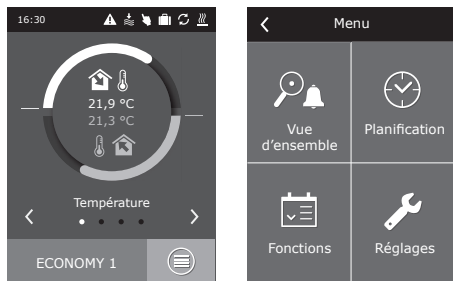 16:30
21,9 °C
21,3 °C
Température
ECONOMY 1
Menu
Vue
d'ensemble
Planification
Fonctions
Réglages